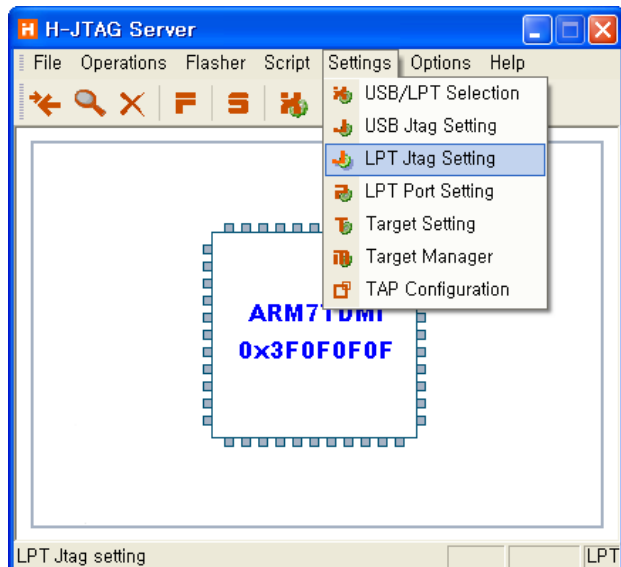 H-JTAG Server
File Operations Flasher Script Settings Options Help
USB/LPT Selection
USB Jtag Setting
LPT Jtag Setting
LPT Port Setting
Target Setting
Target Manager
TAP Configuration
ARM7TDMI
0x3F0F0F0F
LPT Jtag setting LPT